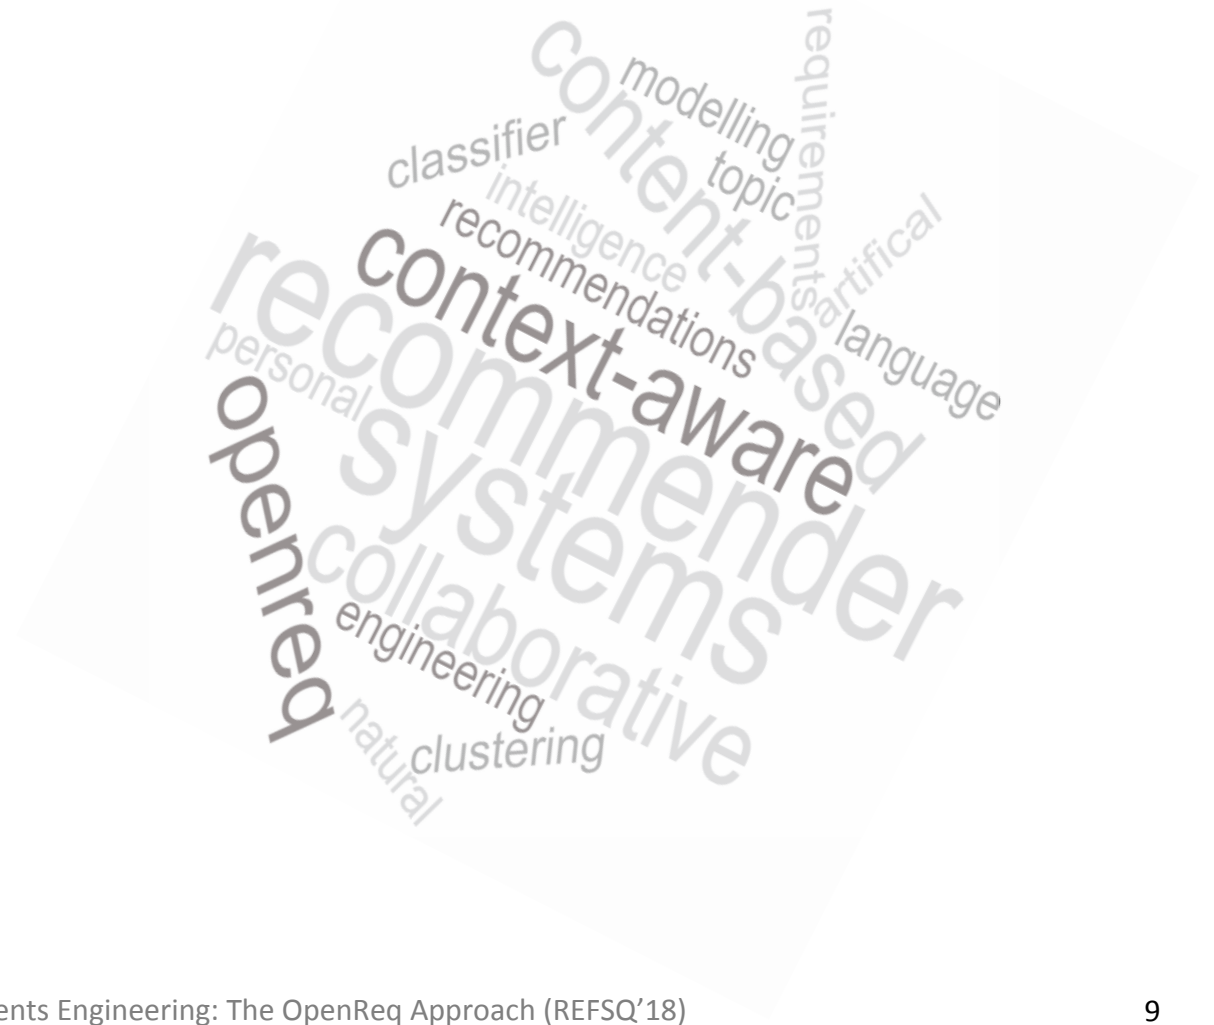 content-based
modelling
requirements
classifier
topic
intelligence
artifical
recommendations
context-aware
language
recommender
personal
systems
openreq
collaborative
engineering
natural
clustering
ents Engineering: The OpenReq Approach (REFSQ'18)
9